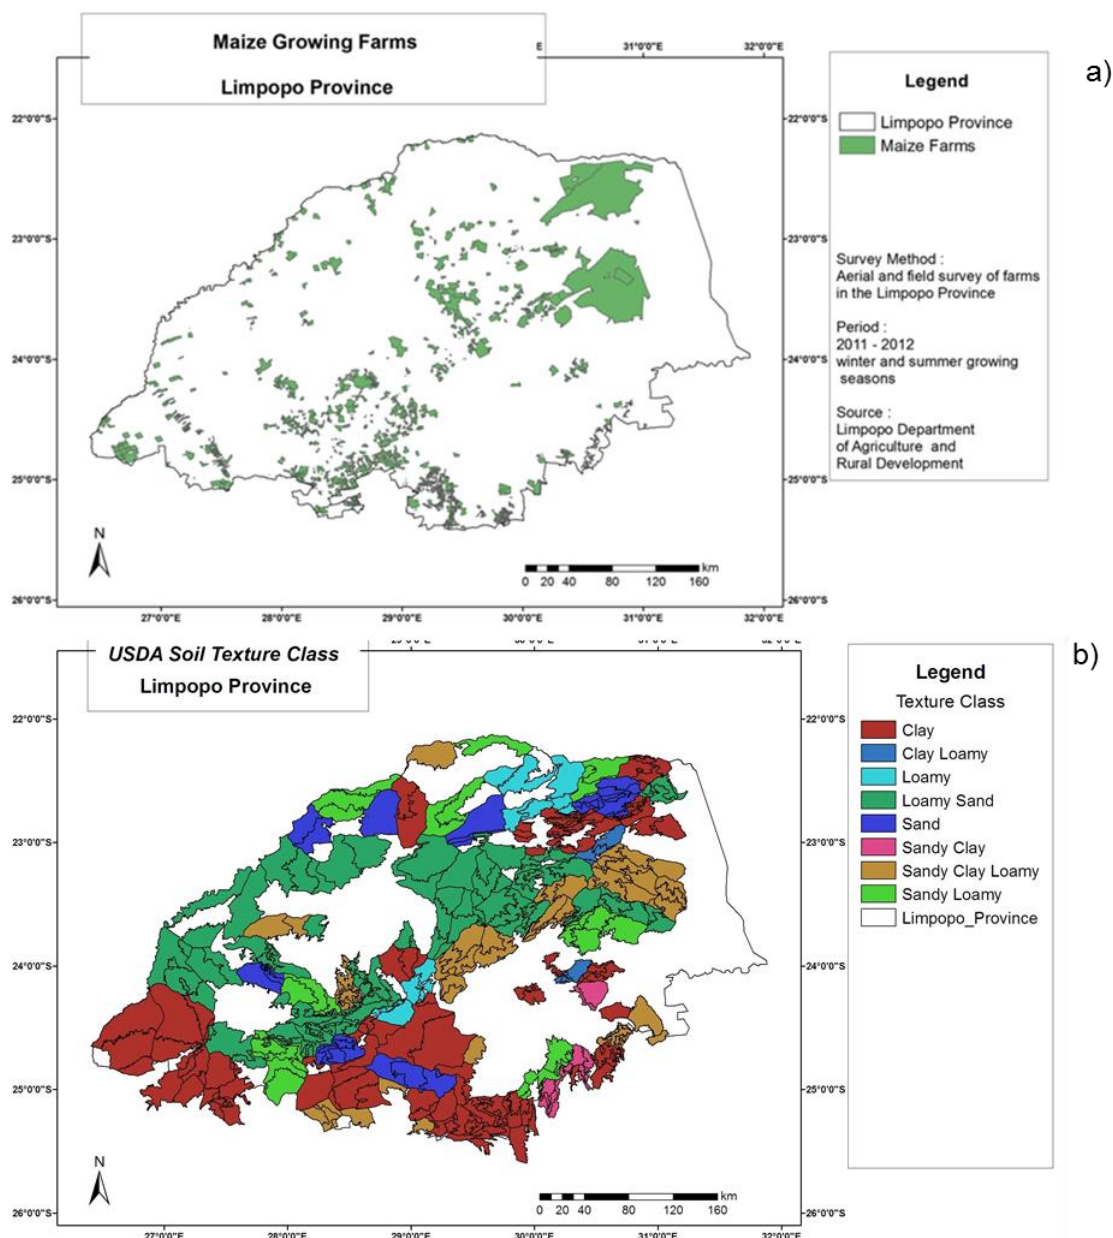 Maize Growing Farms
Limpopo Province
E
31°0'0"E
32°0'0"E
a)
Legend
Limpopo Province
Maize Farms
22°0'0"S
22°0'0"S
23°0'0"S
23°0'0"S
Survey Method :
Aerial and field survey of farms
in the Limpopo Province
Period :
2011 - 2012
winter and summer growing
seasons
Source :
Limpopo Department
of Agriculture and
Rural Development
24°0'0"S
24°0'0"S
25°0'0"S
25°0'0"S
N
km
0 20 40 80 120 160
26°0'0"S
26°0'0"S
27°0'0"E
28°0'0"E
29°0'0"E
30°0'0"E
31°0'0"E
32°0'0"E
USDA Soil Texture Class
Limpopo Province
b)
Legend
Texture Class
Clay
Clay Loamy
Loamy
Loamy Sand
Sand
Sandy Clay
Sandy Clay Loamy
Sandy Loamy
Limpopo_Province
22°0'0"S
22°0'0"S
23°0'0"S
23°0'0"S
24°0'0"S
24°0'0"S
25°0'0"S
25°0'0"S
N
km
0 20 40 80 120 160
26°0'0"S
26°0'0"S
27°0'0"E
28°0'0"E
29°0'0"E
30°0'0"E
31°0'0"E
32°0'0"E